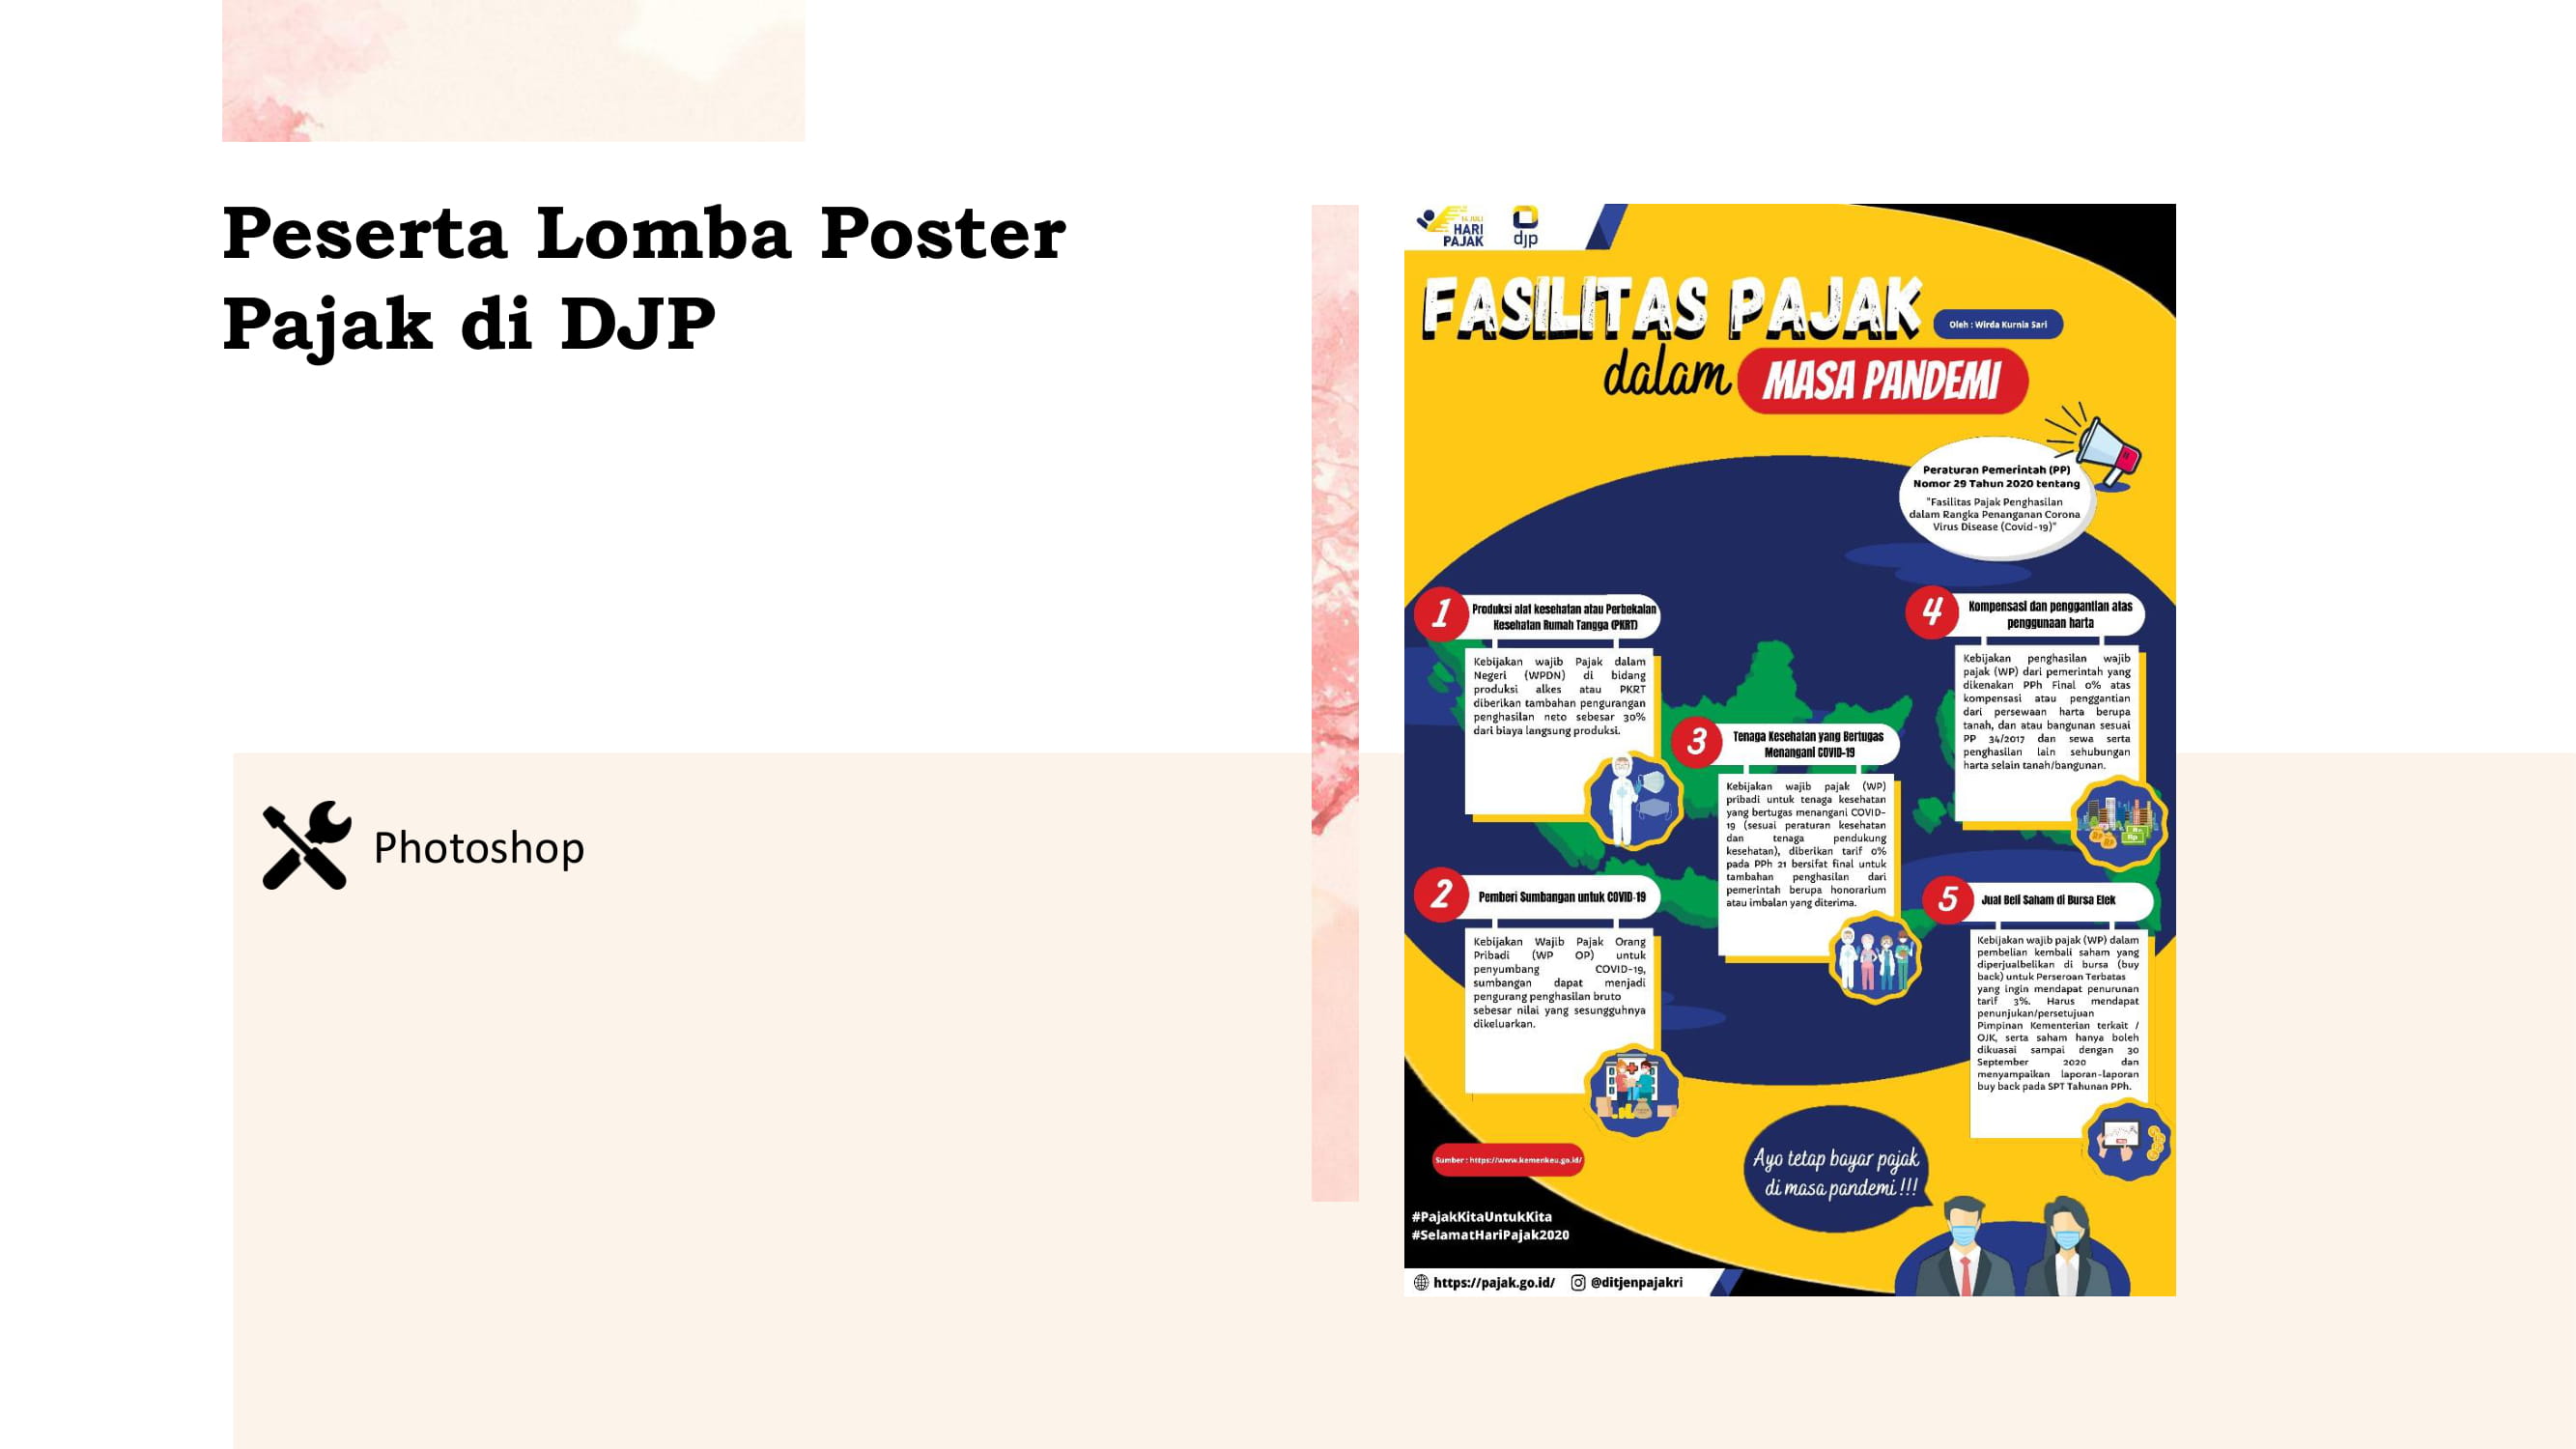 Peserta Lomba Poster
Pajak di DJP
Photoshop
14 JULI
HARI
PAJAK
djp
FASILITAS PAJAK
Oleh : Wirda Kurnia Sari
dalam MASA PANDEMI
Peraturan Pemerintah (PP)
Nomor 29 Tahun 2020 tentang
"Fasilitas Pajak Penghasilan
dalam Rangka Penanganan Corona
Virus Disease (Covid-19)"
1
Produksi alat kesehatan atau Perbekalan
Kesehatan Rumah Tangga (PKRT)
Kebijakan wajib Pajak dalam
Negeri (WPDN) di bidang
produksi alkes atau PKRT
diberikan tambahan pengurangan
penghasilan neto sebesar 30%
dari biaya langsung produksi.
2
Pemberi Sumbangan untuk COVID-19
Kebijakan Wajib Pajak Orang
Pribadi (WP OP) untuk
penyumbang COVID-19,
sumbangan dapat menjadi
pengurang penghasilan bruto
sebesar nilai yang sesungguhnya
dikeluarkan.
3
Tenaga Kesehatan yang Bertugas
Menangani COVID-19
Kebijakan wajib pajak (WP)
pribadi untuk tenaga kesehatan
yang bertugas menangani COVID-
19 (sesuai peraturan kesehatan
dan tenaga pendukung
kesehatan), diberikan tarif 0%
pada PPh 21 bersifat final untuk
tambahan penghasilan dari
pemerintah berupa honorarium
atau imbalan yang diterima.
4
Kompensasi dan penggantian atas
penggunaan harta
Kebijakan penghasilan wajib
pajak (WP) dari pemerintah yang
dikenakan PPh Final 0% atas
kompensasi atau penggantian
dari persewaan harta berupa
tanah, dan atau bangunan sesuai
PP 34/2017 dan sewa serta
penghasilan lain sehubungan
harta selain tanah/bangunan.
Rp
Rp
5
Jual Beli Saham di Bursa Efek
Kebijakan wajib pajak (WP) dalam
pembelian kembali saham yang
diperjualbelikan di bursa (buy
back) untuk Perseroan Terbatas
yang ingin mendapat penurunan
tarif 3%. Harus mendapat
penunjukan/persetujuan
Pimpinan Kementerian terkait /
OJK, serta saham hanya boleh
dikuasai sampai dengan 30
September 2020 dan
menyampaikan laporan-laporan
buy back pada SPT Tahunan PPh.
Sumber : https://www.kemenkeu.go.id/
Ayo tetap bayar pajak
di masa pandemi !!!
#PajakKitaUntukKita
#SelamatHariPajak2020
https://pajak.go.id/ @ditjenpajakri